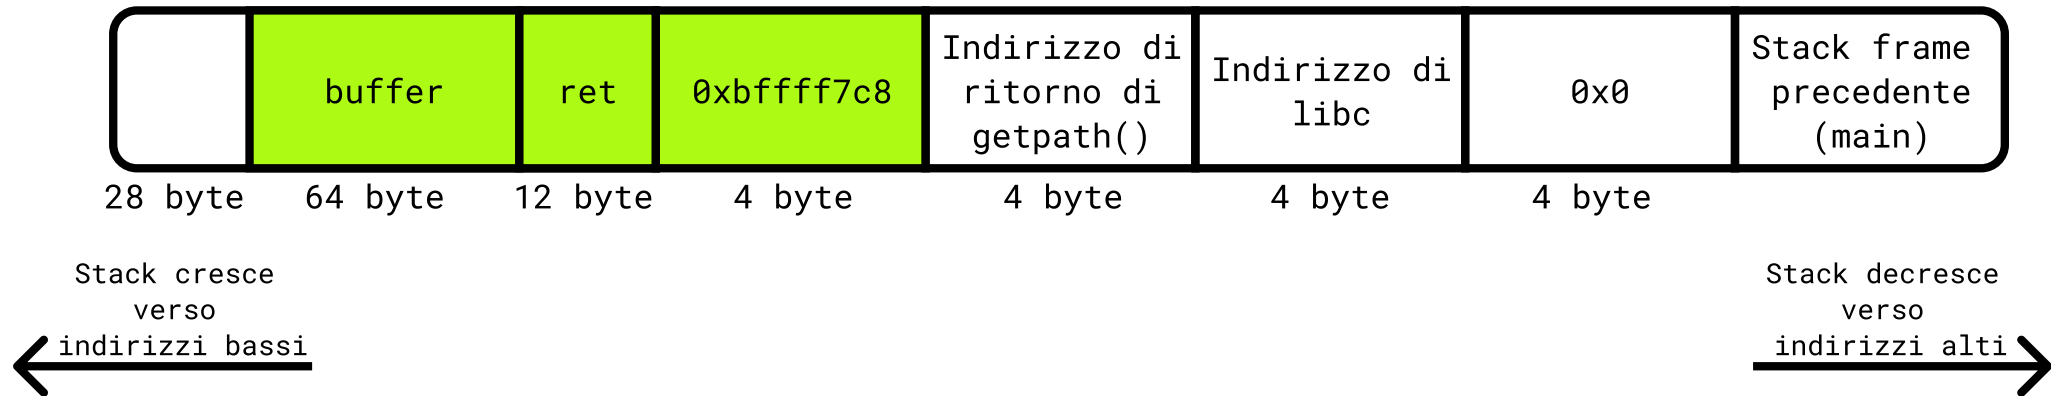 buffer
ret
0xbffff7c8
Indirizzo di
ritorno di
getpath()
Indirizzo di
libc
0x0
Stack frame
precedente
(main)
28 byte
64 byte
12 byte
4 byte
4 byte
4 byte
4 byte
Stack cresce
verso
indirizzi bassi
Stack decresce
verso
indirizzi alti